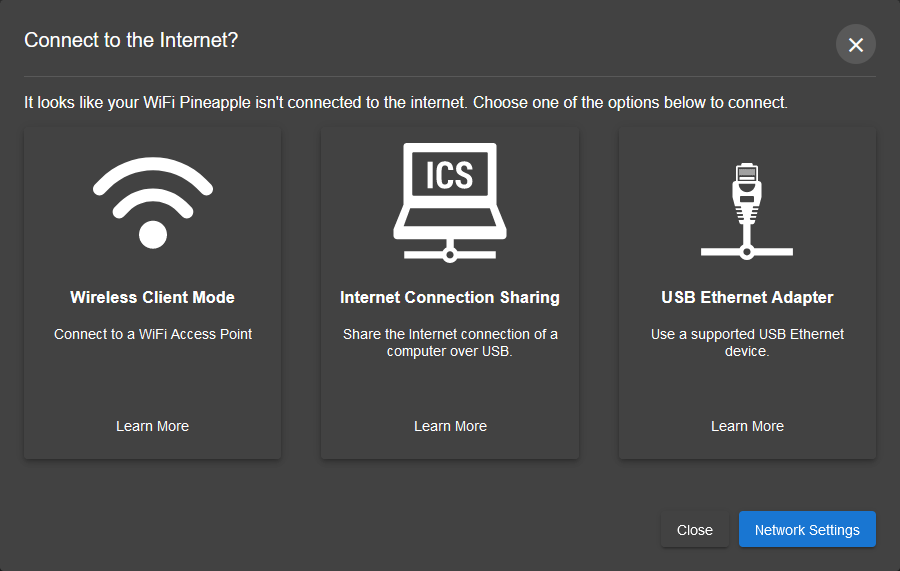 Connect to the Internet?
It looks like your WiFi Pineapple isn't connected to the internet. Choose one of the options below to connect.
Wireless Client Mode
Connect to a WiFi Access Point
Learn More
ICS
Internet Connection Sharing
Share the Internet connection of a
computer over USB.
Learn More
USB Ethernet Adapter
Use a supported USB Ethernet
device.
Learn More
Close
Network Settings